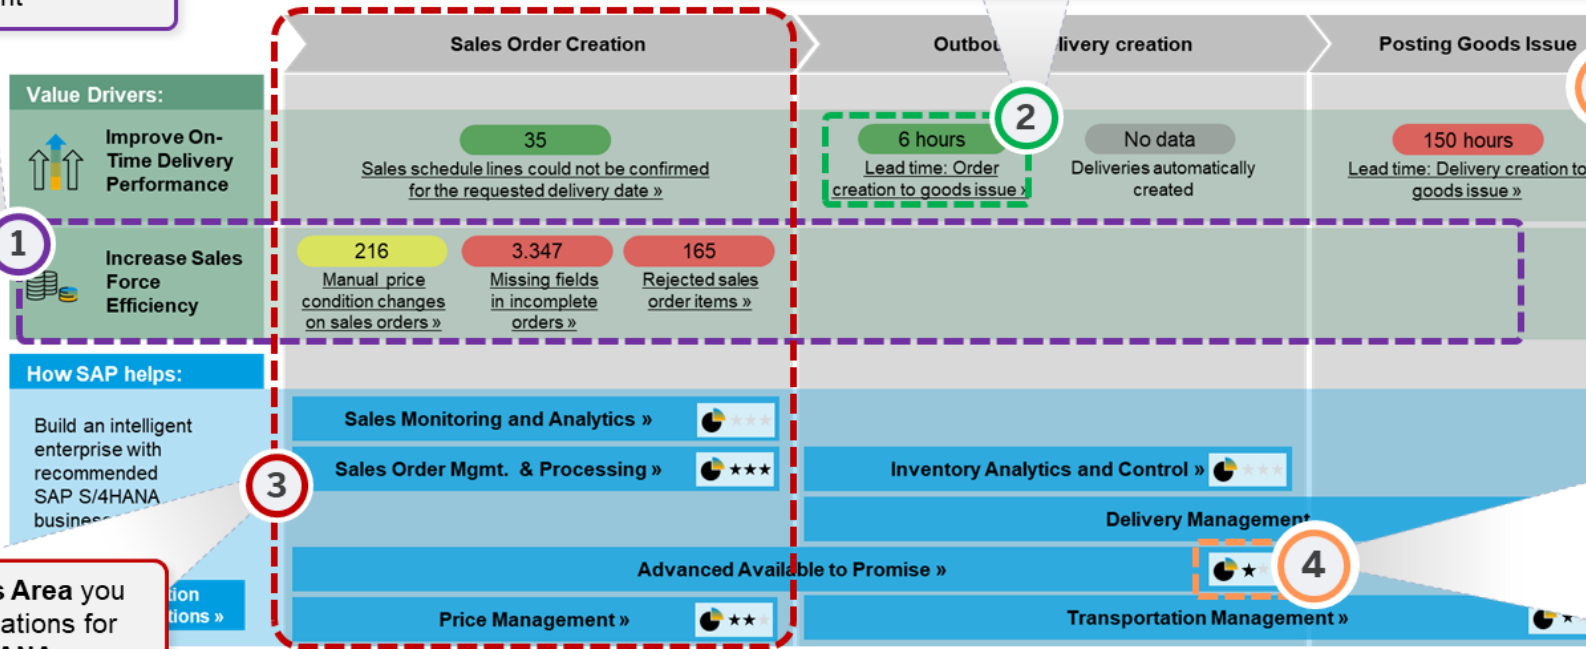 nt
Sales Order Creation
Posting Goods Issue
livery creation
Value Drivers:
Improve On-
Time Delivery
Performance
35
Sales schedule lines could not be confirmed
for the requested delivery date »
6 hours
Lead time: Order
creation to goods issue »
2
No data
Deliveries automatically
created
150 hours
Lead time: Delivery creation to
goods issue »
1
Increase Sales
Force
Efficiency
216
Manual price
condition changes
on sales orders »
3.347
Missing fields
in incomplete
orders »
165
Rejected sales
order items »
How SAP helps:
Build an intelligent
enterprise with
recommended
SAP S/4HANA
Sales Monitoring and Analytics »
Sales Order Mgmt. & Processing » ★★★
Inventory Analytics and Control »
3
Delivery Management
Advanced Available to Promise » ★
4
Price Management » ★★
Transportation Management » ★
s Area you
ations for
tion
tions »